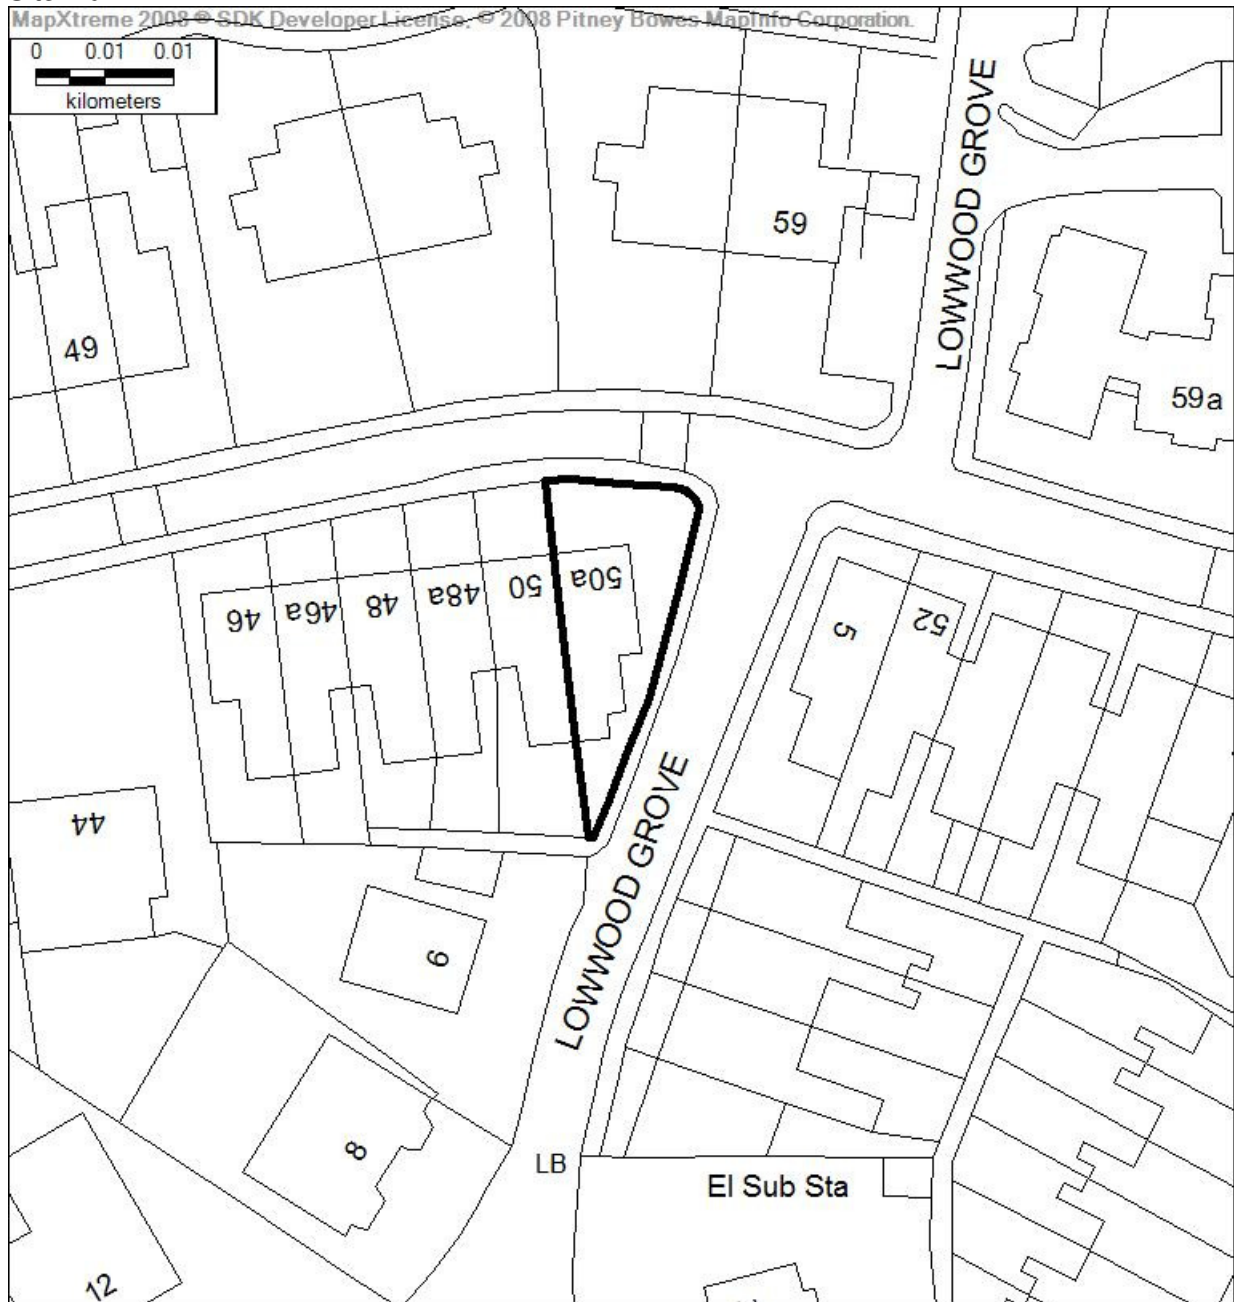 MapXtreme 2008 ® SDK Developer License. © 2008 Pitney Bowes MapInfo Corporation.
0 0.01 0.01
kilometers
LOWWOOD GROVE
59
49
59a
46 46a 48 48a 50 50a
5 52
44
LOWWOOD GROVE
8
LB
El Sub Sta
12